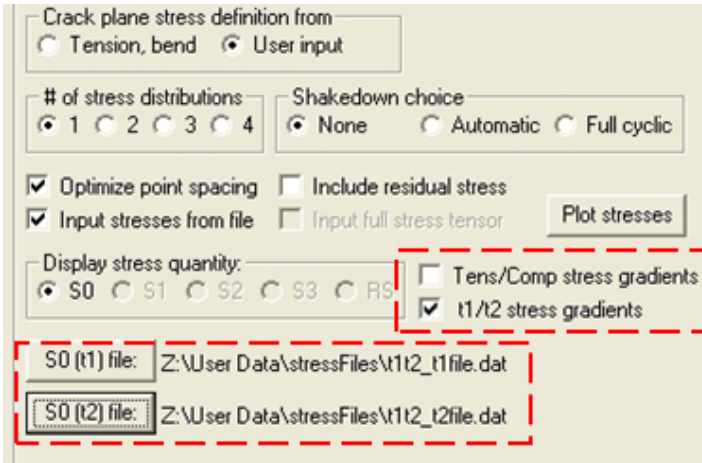 Crack plane stress definition from
Tension, bend User input
# of stress distributions Shakedown choice
1 2 3 4 None Automatic Full cyclic
Optimize point spacing Include residual stress
Input stresses from file Input full stress tensor Plot stresses
Display stress quantity: Tens/Comp stress gradients
S0 S1 S2 S3 RS t1/t2 stress gradients
S0 (t1) file: Z:\User Data\stressFiles\t1t2_t1file.dat
S0 (t2) file: Z:\User Data\stressFiles\t1t2_t2file.dat